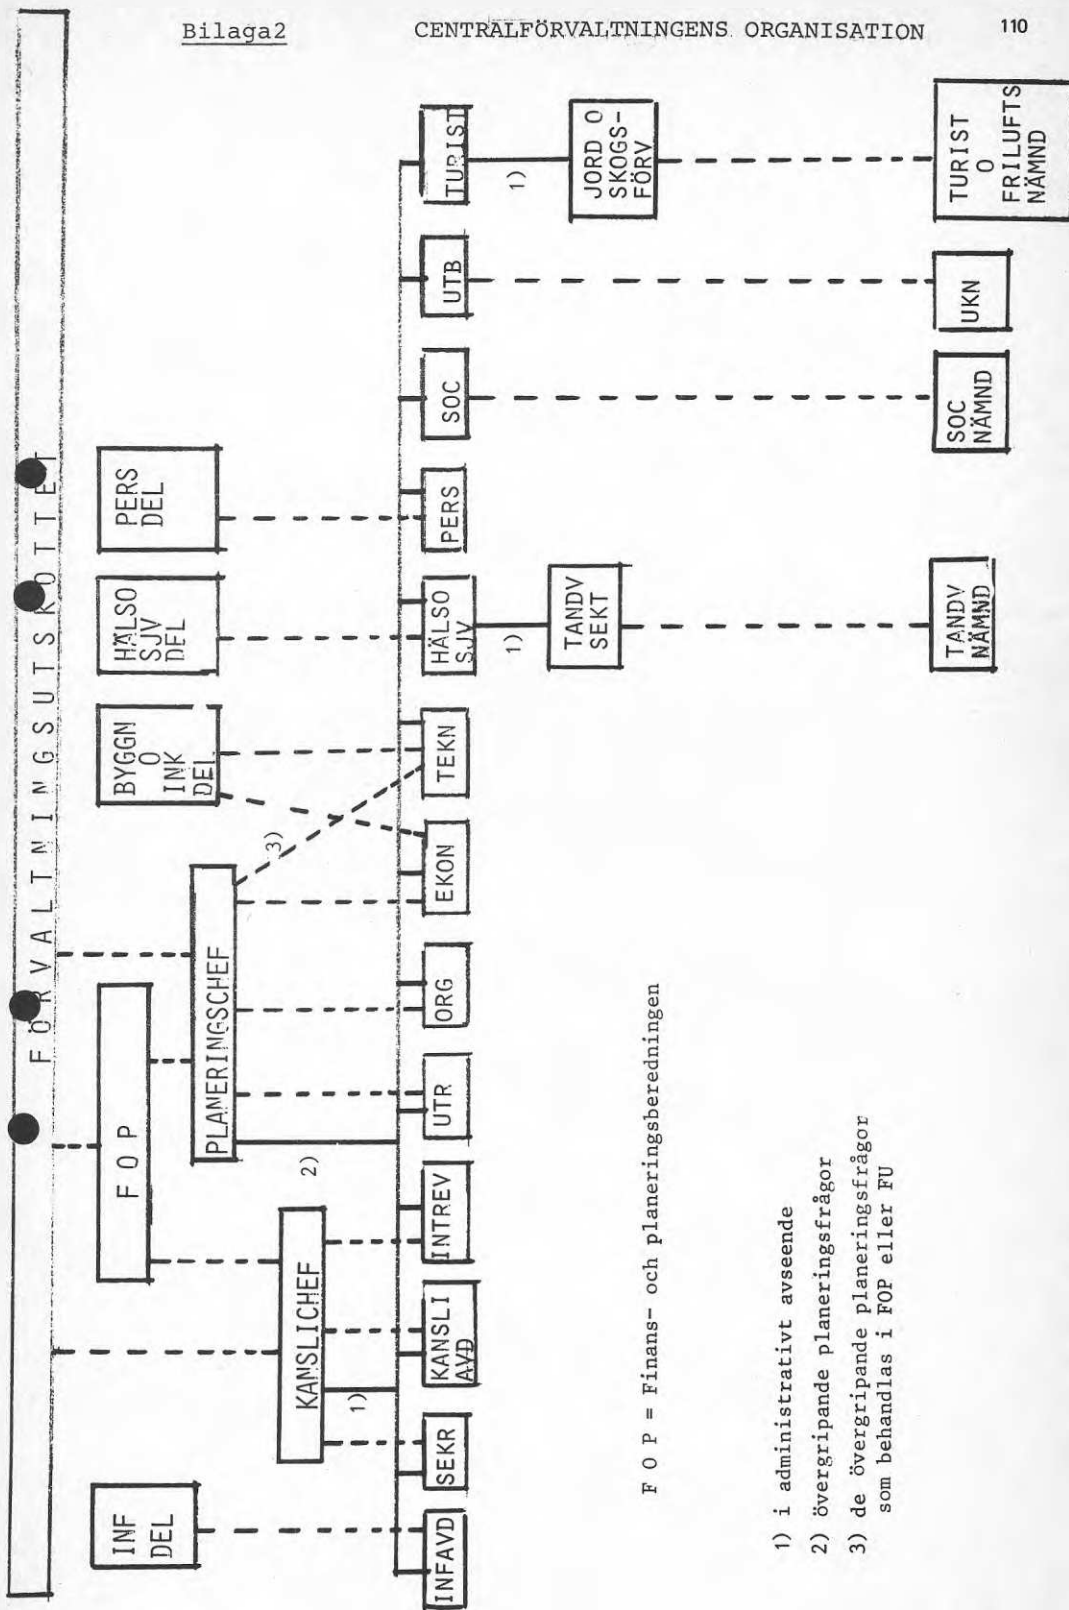 Bilaga2
CENTRALFÖRVALTNINGENS ORGANISATION
110
FÖRVALTNINGSUTSKOTTET
INF
DEL
F O P
BYGGN
O
INK
DEL
HÄLSO
SJV
DEL
PERS
DEL
PLANERINGSCHEF
KANSLICHEF
1)
2)
3)
INFAVD
SEKR
KANSLI
AVD
INTREV
UTR
ORG
EKON
TEKN
HÄLSO
SJV
PERS
SOC
UTB
TURIST
1)
1)
TANDV
SEKT
JORD O
SKOGS-
FÖRV
TANDV
NÄMND
SOC
NÄMND
UKN
TURIST
O
FRILUFTS
NÄMND
F O P = Finans- och planeringsberedningen
1) i administrativt avseende
2) övergripande planeringsfrågor
3) de övergripande planeringsfrågor
som behandlas i FOP eller FU